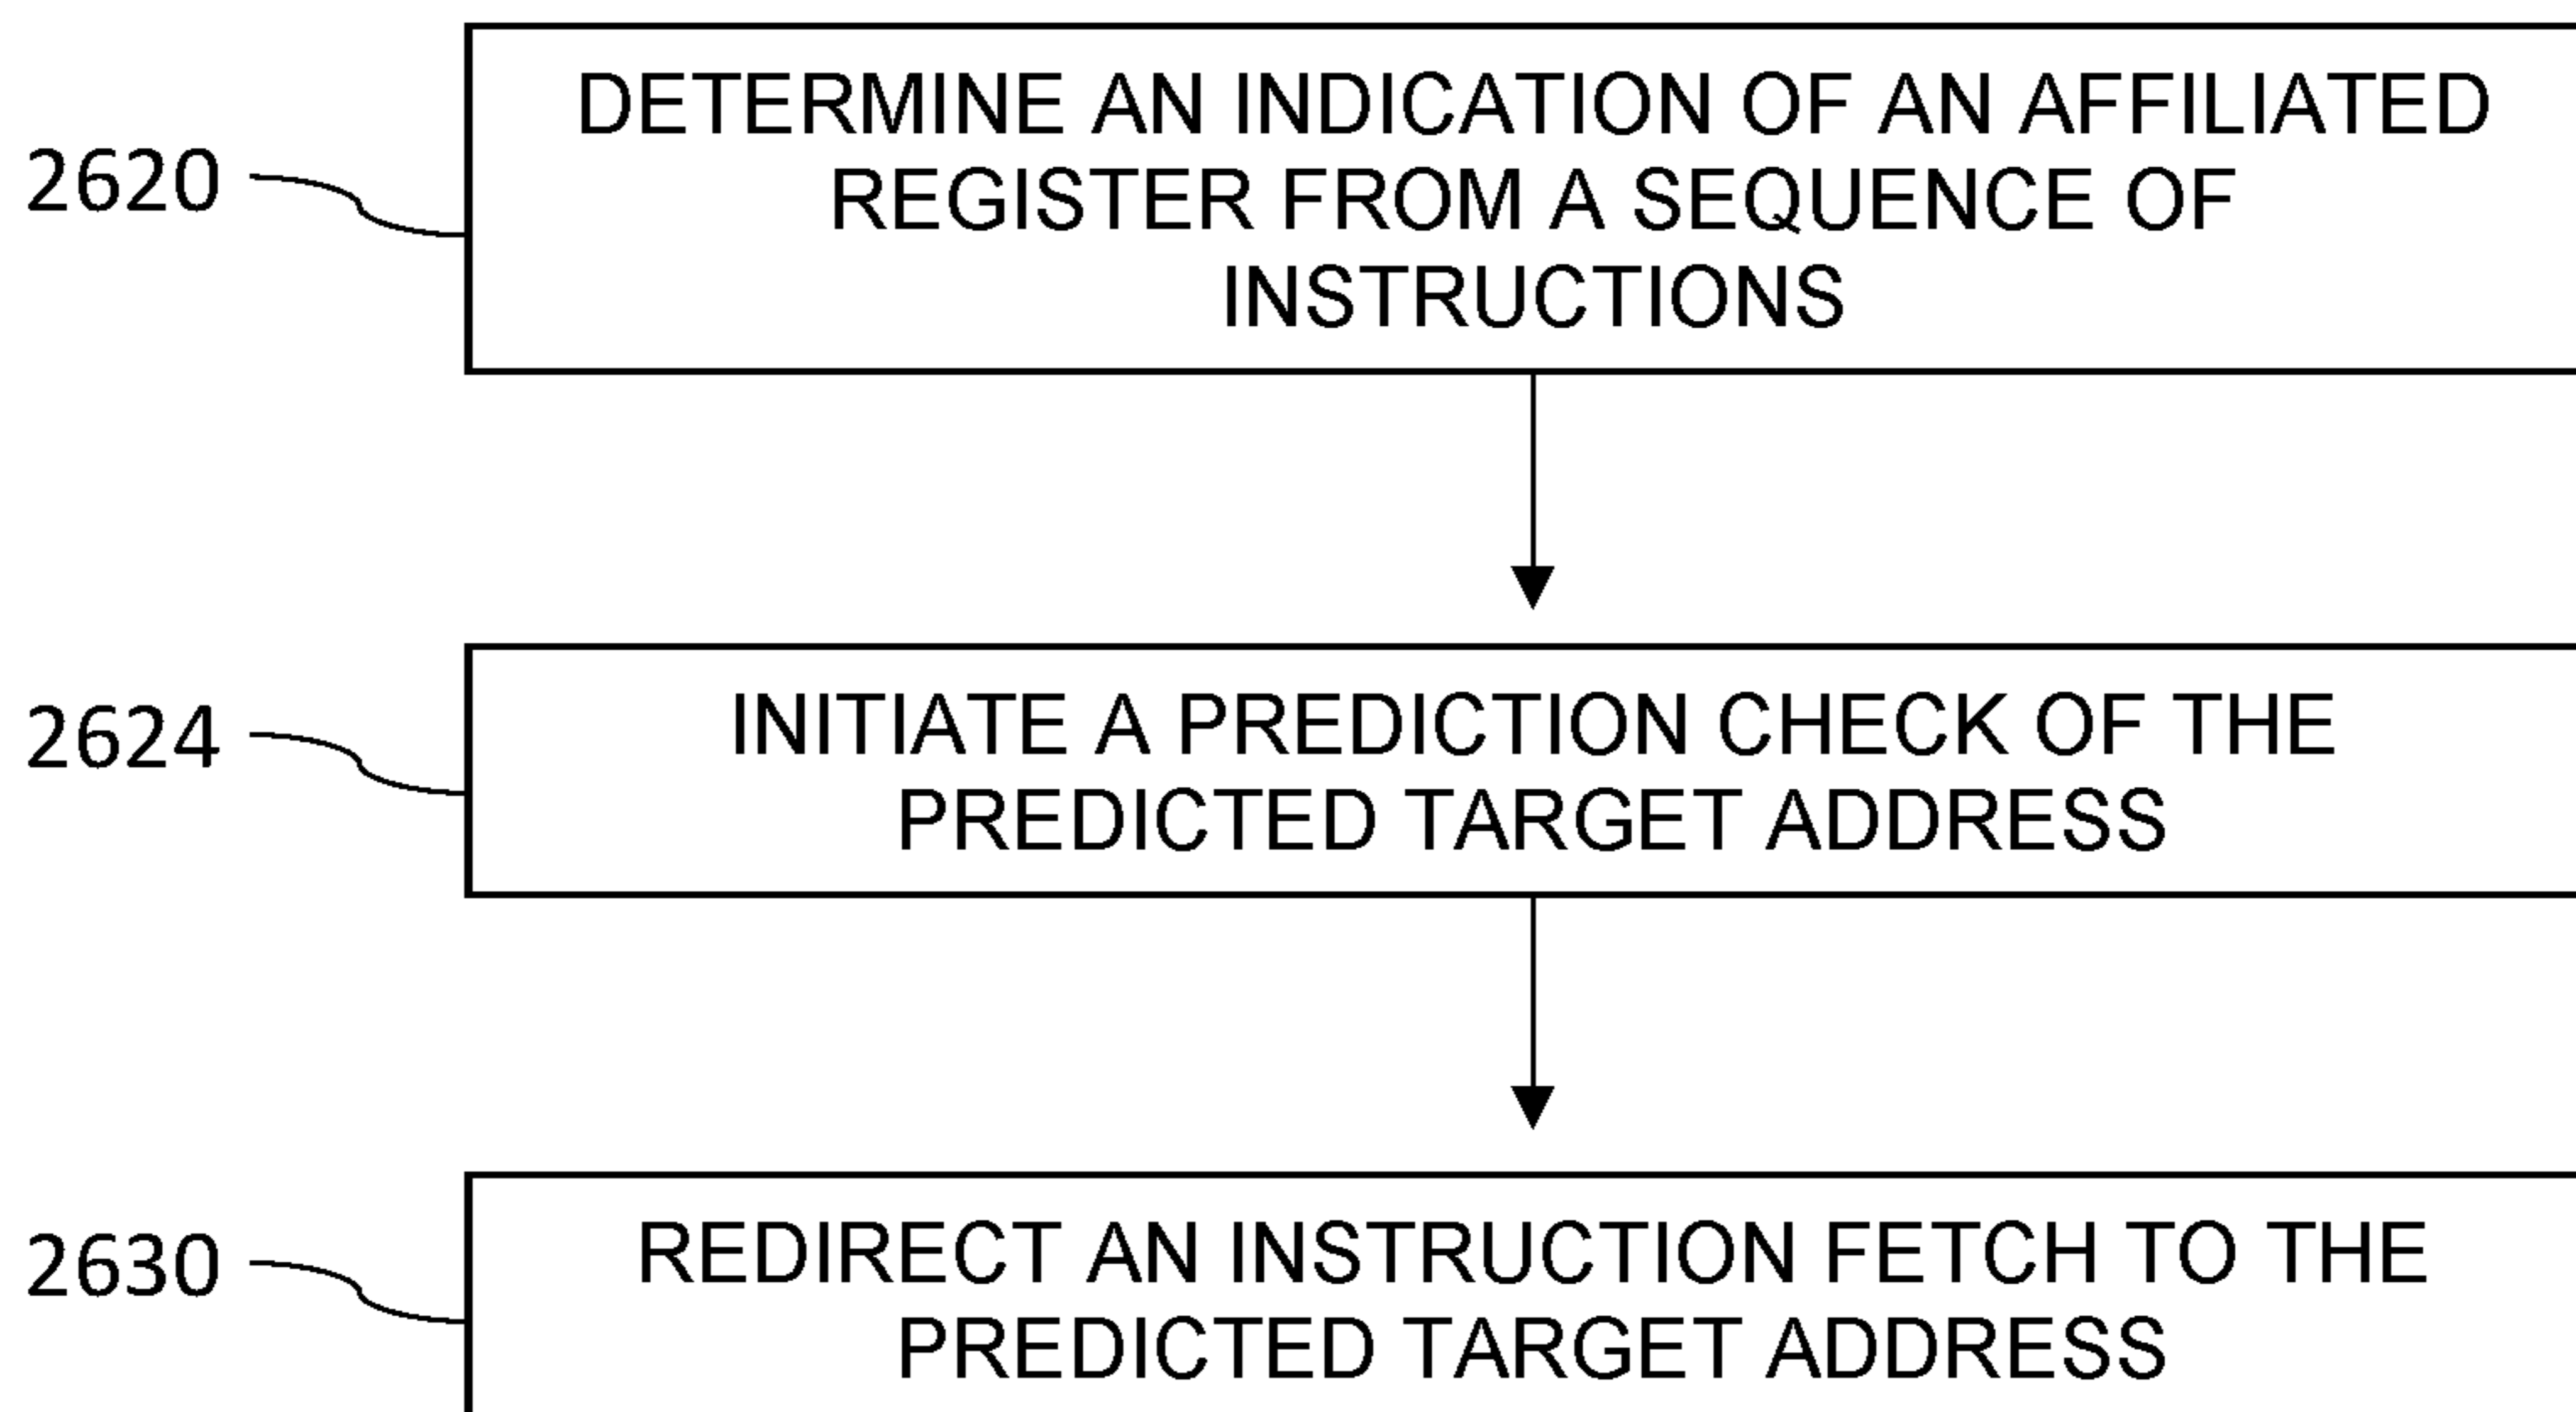 DETERMINE AN INDICATION OF AN AFFILIATED
REGISTER FROM A SEQUENCE OF
INSTRUCTIONS
2620
INITIATE A PREDICTION CHECK OF THE
PREDICTED TARGET ADDRESS
2624
REDIRECT AN INSTRUCTION FETCH TO THE
PREDICTED TARGET ADDRESS
2630